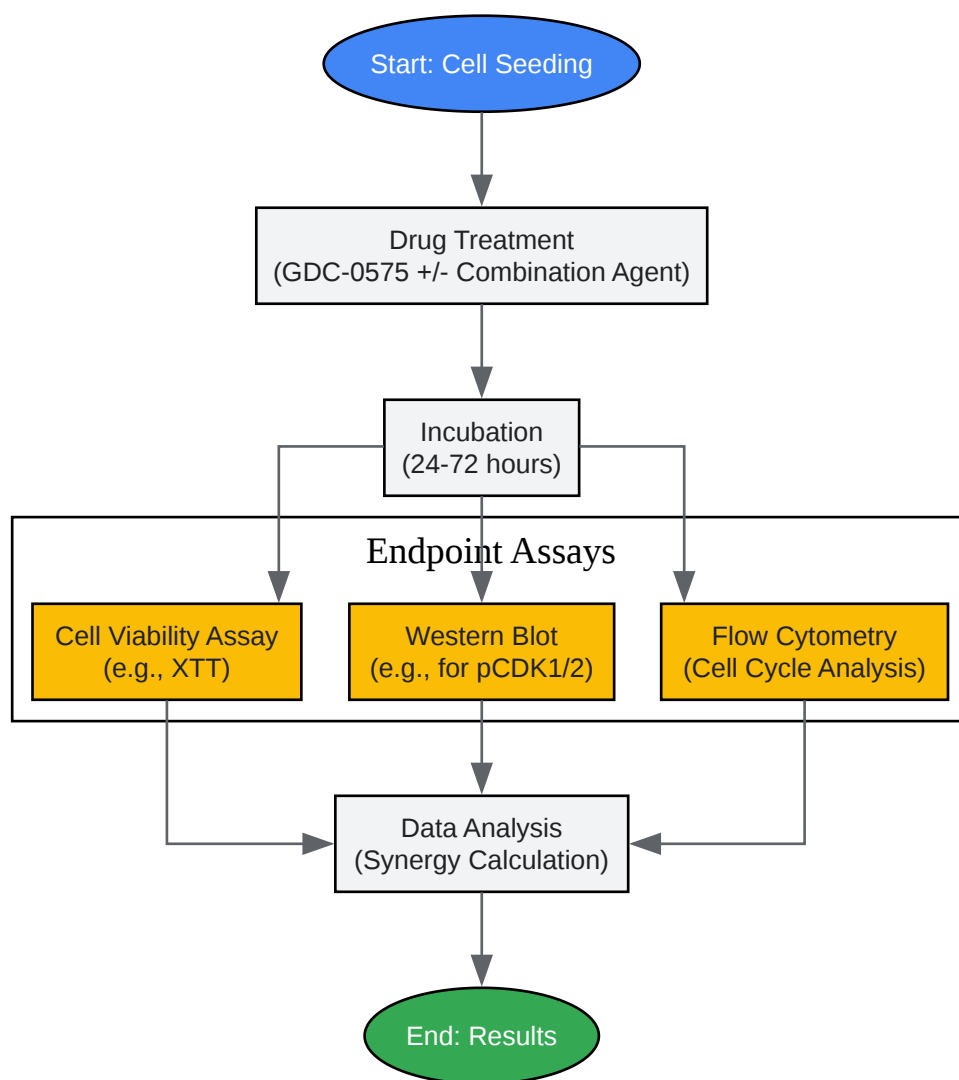 Start: Cell Seeding
Drug Treatment
(GDC-0575 +/- Combination Agent)
Incubation
(24-72 hours)
Endpoint Assays
Cell Viability Assay
(e.g., XTT)
Western Blot
(e.g., for pCDK1/2)
Flow Cytometry
(Cell Cycle Analysis)
Data Analysis
(Synergy Calculation)
End: Results